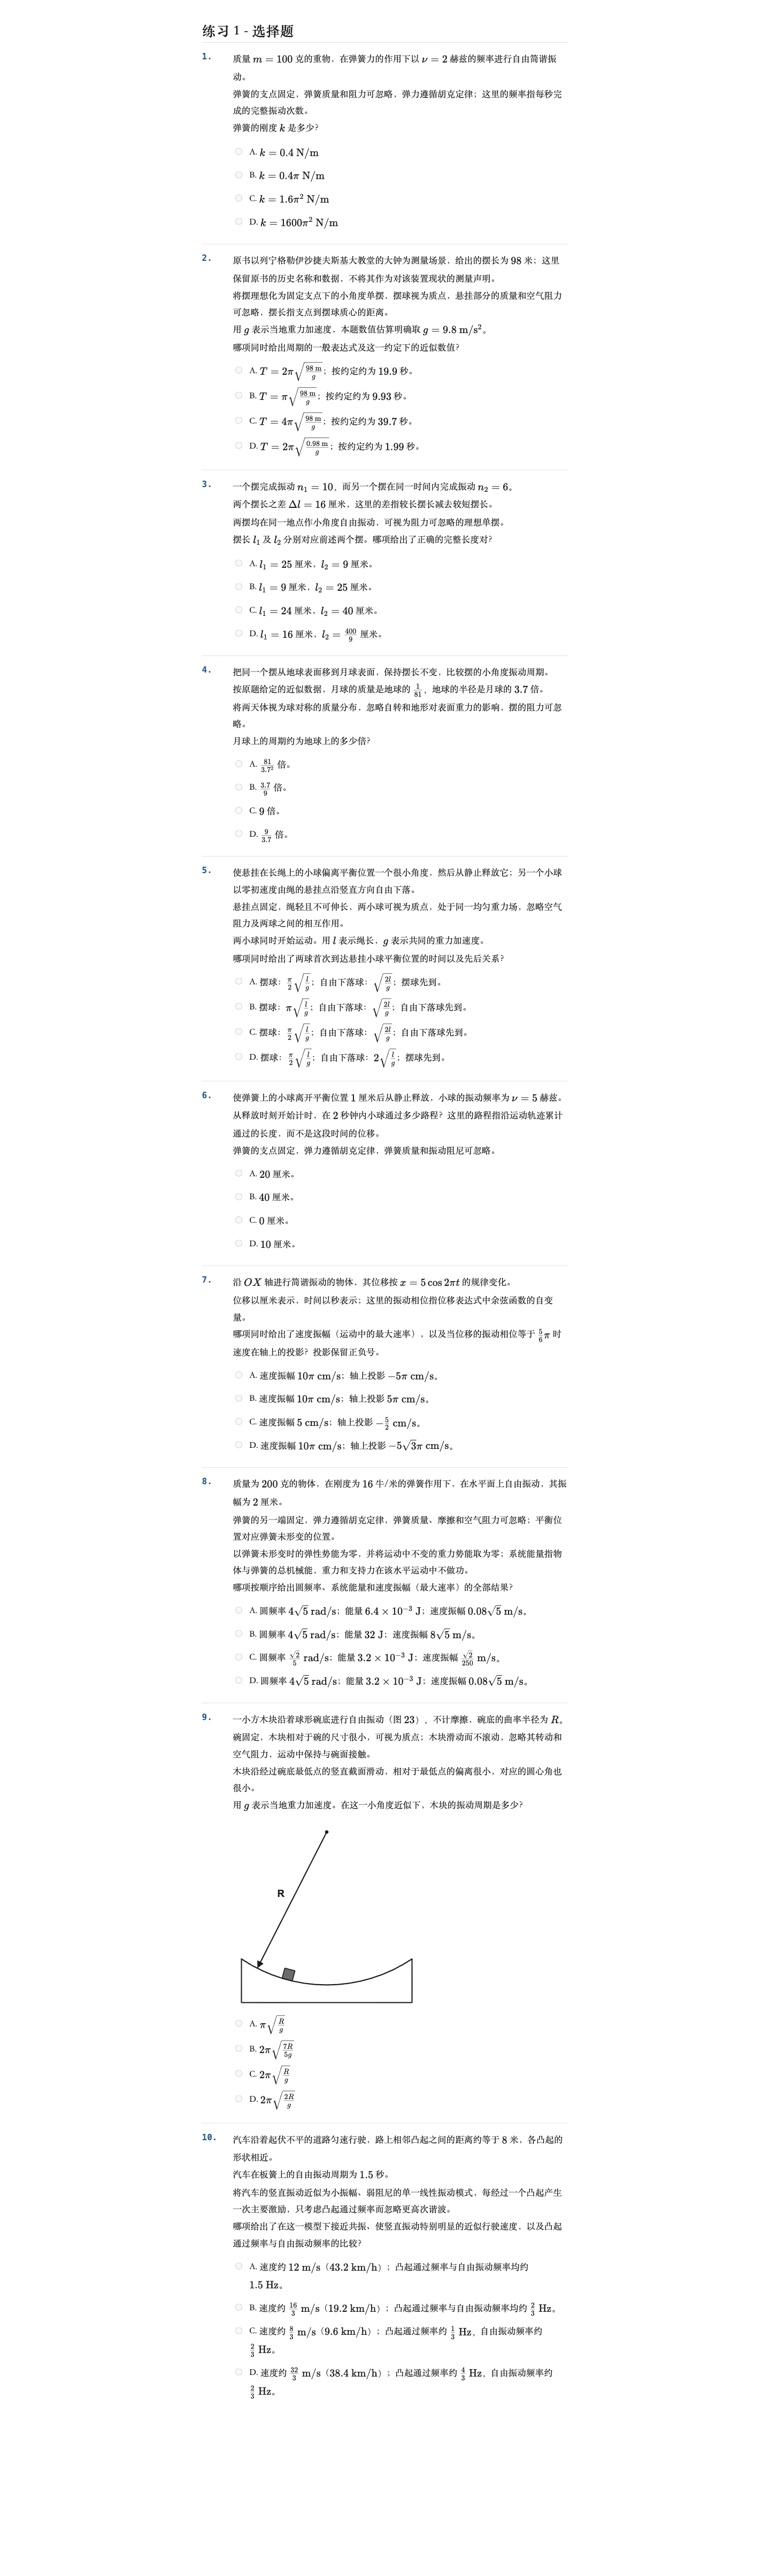 练习 1 - 选择题
1. 质量 m = 100 克的重物，在弹簧力的作用下以 ν = 2 赫兹的频率进行自由简谐振
动。
弹簧的支点固定，弹簧质量和阻力可忽略，弹力遵循胡克定律；这里的频率指每秒完
成的完整振动次数。
弹簧的刚度 k 是多少？
A. k = 0.4 N/m
B. k = 0.4π N/m
C. k = 1.6π² N/m
D. k = 1600π² N/m
2. 原书以列宁格勒伊沙捷夫斯基大教堂的大钟为测量场景，给出的摆长为 98 米；这里
保留原书的历史名称和数据，不将其作为对该装置现状的测量声明。
将摆理想化为固定支点下的小角度单摆，摆球视为质点，悬挂部分的质量和空气阻力
可忽略，摆长指支点到摆球质心的距离。
用 g 表示当地重力加速度，本题数值估算明确取 g = 9.8 m/s²。
哪项同时给出周期的一般表达式及这一约定下的近似数值？
A. T = 2π√(98 m/g)；按约定约为 19.9 秒。
B. T = π√(98 m/g)；按约定约为 9.93 秒。
C. T = 4π√(98 m/g)；按约定约为 39.7 秒。
D. T = 2π√(0.98 m/g)；按约定约为 1.99 秒。
3. 一个摆完成振动 n₁ = 10，而另一个摆在同一时间内完成振动 n₂ = 6。
两个摆长之差 Δl = 16 厘米，这里的差指较长摆长减去较短摆长。
两摆均在同一地点作小角度自由振动，可视为阻力可忽略的理想单摆。
摆长 l₁ 及 l₂ 分别对应前述两个摆。哪项给出了正确的完整长度对？
A. l₁ = 25 厘米，l₂ = 9 厘米。
B. l₁ = 9 厘米，l₂ = 25 厘米。
C. l₁ = 24 厘米，l₂ = 40 厘米。
D. l₁ = 16 厘米，l₂ = 400/9 厘米。
4. 把同一个摆从地球表面移到月球表面，保持摆长不变，比较摆的小角度振动周期。
按原题给定的近似数据，月球的质量是地球的 1/81，地球的半径是月球的 3.7 倍。
将两天体视为球对称的质量分布，忽略自转和地形对表面重力的影响，摆的阻力可忽
略。
月球上的周期约为地球上的多少倍？
A. 81/3.7² 倍。
B. 3.7/9 倍。
C. 9 倍。
D. 9/3.7 倍。
5. 使悬挂在长绳上的小球偏离平衡位置一个很小角度，然后从静止释放它；另一个小球
以零初速度由绳的悬挂点沿竖直方向自由下落。
悬挂点固定，绳轻且不可伸长，两小球可视为质点，处于同一均匀重力场，忽略空气
阻力及两球之间的相互作用。
两小球同时开始运动。用 l 表示绳长，g 表示共同的重力加速度。
哪项同时给出了两球首次到达悬挂小球平衡位置的时间以及先后关系？
A. 摆球：π/2√(l/g)；自由下落球：√(2l/g)；摆球先到。
B. 摆球：π√(l/g)；自由下落球：√(2l/g)；自由下落球先到。
C. 摆球：π/2√(l/g)；自由下落球：√(2l/g)；自由下落球先到。
D. 摆球：π/2√(l/g)；自由下落球：2√(l/g)；摆球先到。
6. 使弹簧上的小球离开平衡位置 1 厘米后从静止释放，小球的振动频率为 ν = 5 赫兹。
从释放时刻开始计时，在 2 秒钟内小球通过多少路程？这里的路程指沿运动轨迹累计
通过的长度，而不是这段时间的位移。
弹簧的支点固定，弹力遵循胡克定律，弹簧质量和振动阻尼可忽略。
A. 20 厘米。
B. 40 厘米。
C. 0 厘米。
D. 10 厘米。
7. 沿 OX 轴进行简谐振动的物体，其位移按 x = 5 cos 2πt 的规律变化。
位移以厘米表示，时间以秒表示；这里的振动相位指位移表达式中余弦函数的自变
量。
哪项同时给出了速度振幅（运动中的最大速率），以及当位移的振动相位等于 5/6π 时
速度在轴上的投影？投影保留正负号。
A. 速度振幅 10π cm/s；轴上投影 −5π cm/s。
B. 速度振幅 10π cm/s；轴上投影 5π cm/s。
C. 速度振幅 5 cm/s；轴上投影 −5/2 cm/s。
D. 速度振幅 10π cm/s；轴上投影 −5√3π cm/s。
8. 质量为 200 克的物体，在刚度为 16 牛/米的弹簧作用下，在水平面上自由振动，其振
幅为 2 厘米。
弹簧的另一端固定，弹力遵循胡克定律，弹簧质量、摩擦和空气阻力可忽略；平衡位
置对应弹簧未形变的位置。
以弹簧未形变时的弹性势能为零，并将运动中不变的重力势能取为零；系统能量指物
体与弹簧的总机械能，重力和支持力在该水平运动中不做功。
哪项按顺序给出圆频率、系统能量和速度振幅（最大速率）的全部结果？
A. 圆频率 4√5 rad/s；能量 6.4 × 10⁻³ J；速度振幅 0.08√5 m/s。
B. 圆频率 4√5 rad/s；能量 32 J；速度振幅 8√5 m/s。
C. 圆频率 √2/5 rad/s；能量 3.2 × 10⁻³ J；速度振幅 √2/250 m/s。
D. 圆频率 4√5 rad/s；能量 3.2 × 10⁻³ J；速度振幅 0.08√5 m/s。
9. 一小方木块沿着球形碗底进行自由振动（图 23），不计摩擦，碗底的曲率半径为 R。
碗固定，木块相对于碗的尺寸很小，可视为质点；木块滑动而不滚动，忽略其转动和
空气阻力，运动中保持与碗面接触。
木块沿经过碗底最低点的竖直截面滑动，相对于最低点的偏离很小，对应的圆心角也
很小。
用 g 表示当地重力加速度。在这一小角度近似下，木块的振动周期是多少？
R
A. π√(R/g)
B. 2π√(7R/5g)
C. 2π√(R/g)
D. 2π√(2R/g)
10. 汽车沿着起伏不平的道路匀速行驶，路上相邻凸起之间的距离约等于 8 米，各凸起的
形状相近。
汽车在板簧上的自由振动周期为 1.5 秒。
将汽车的竖直振动近似为小振幅、弱阻尼的单一线性振动模式，每经过一个凸起产生
一次主要激励，只考虑凸起通过频率而忽略更高次谐波。
哪项给出了在这一模型下接近共振、使竖直振动特别明显的近似行驶速度，以及凸起
通过频率与自由振动频率的比较？
A. 速度约 12 m/s（43.2 km/h）；凸起通过频率与自由振动频率均约
1.5 Hz。
B. 速度约 16/3 m/s（19.2 km/h）；凸起通过频率与自由振动频率均约 2/3 Hz。
C. 速度约 8/3 m/s（9.6 km/h）；凸起通过频率约 1/3 Hz，自由振动频率约
2/3 Hz。
D. 速度约 32/3 m/s（38.4 km/h）；凸起通过频率约 4/3 Hz，自由振动频率约
2/3 Hz。